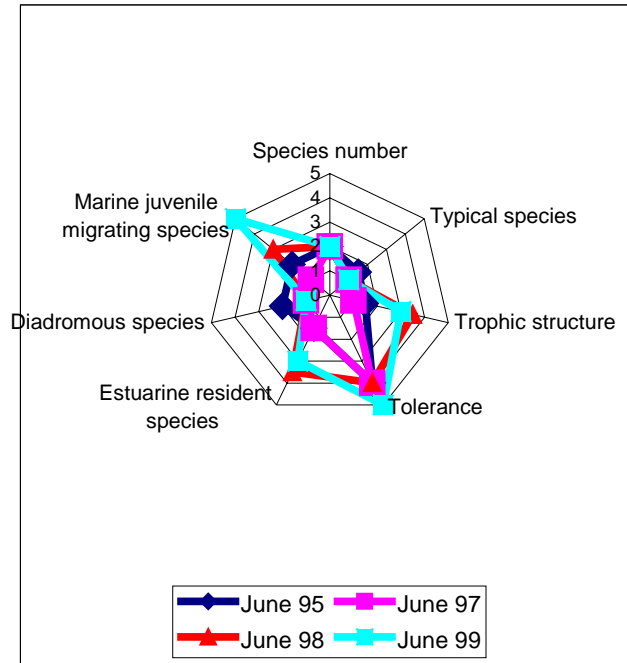 Species number
5
Marine juvenile
migrating species
4
Typical species
3
2
1
0
Diadromous species
Trophic structure
Estuarine resident
species
Tolerance
June 95
June 97
June 98
June 99